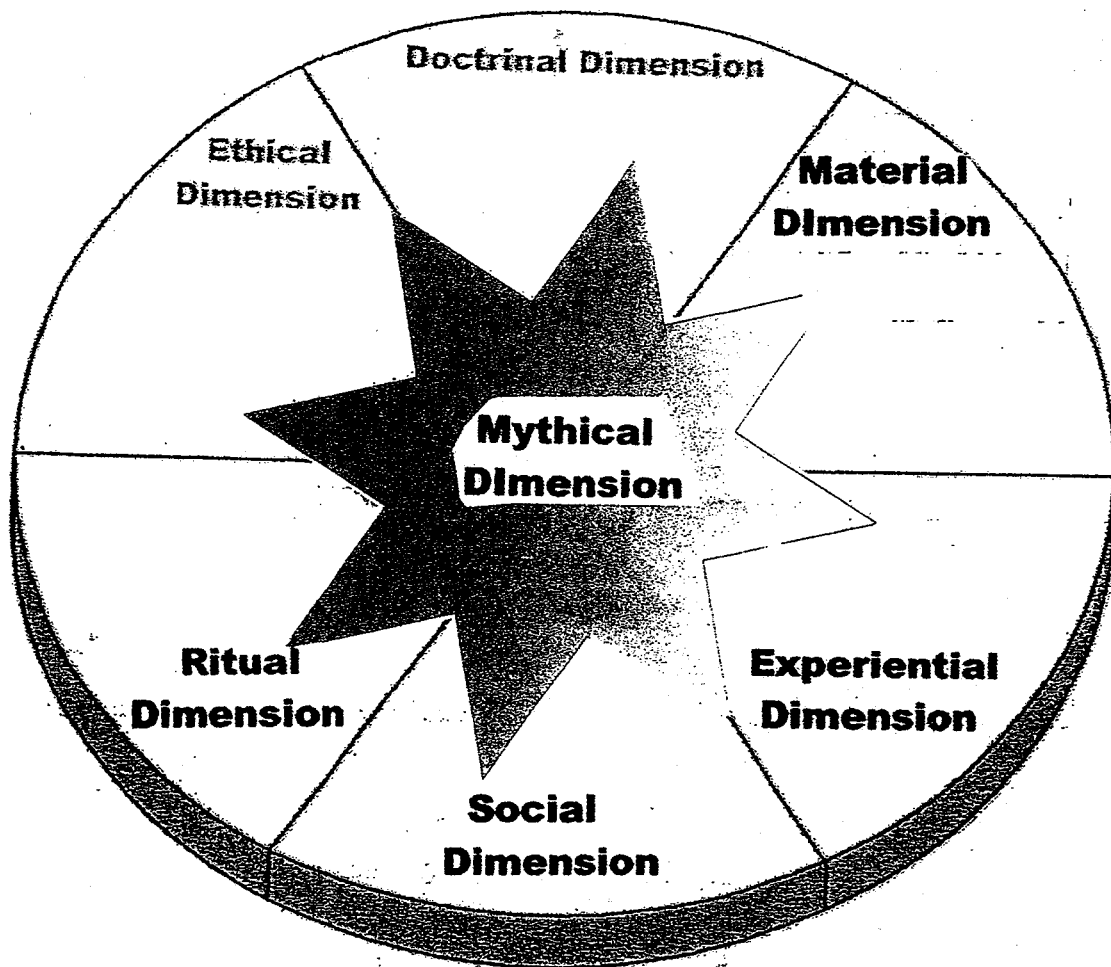 Doctrinal Dimension
Ethical
Dimension
Material
DImension
Mythical
DImension
Ritual
Dimension
Experiential
Dimension
Social
Dimension